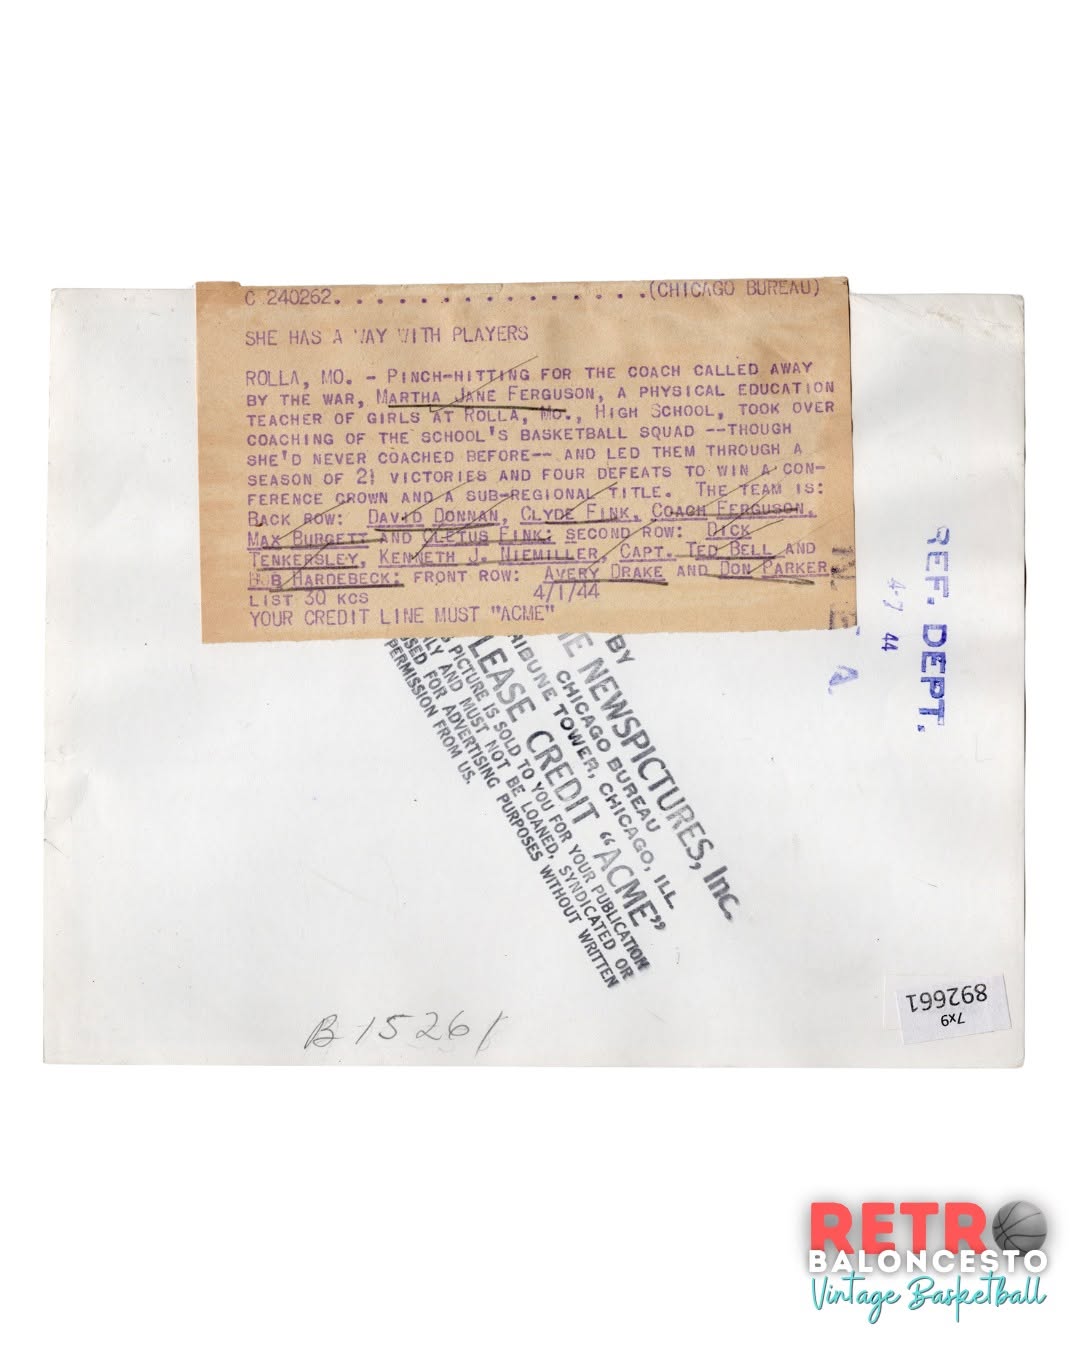 C 240262................(CHICAGO BUREAU)
SHE HAS A WAY WITH PLAYERS
ROLLA, MO. - PINCH-HITTING FOR THE COACH CALLED AWAY
BY THE WAR, MARTHA JANE FERGUSON, A PHYSICAL EDUCATION
TEACHER OF GIRLS AT ROLLA, MO., HIGH SCHOOL, TOOK OVER
COACHING OF THE SCHOOL'S BASKETBALL SQUAD --THOUGH
SHE'D NEVER COACHED BEFORE-- AND LED THEM THROUGH A
SEASON OF 21 VICTORIES AND FOUR DEFEATS TO WIN A CON-
FERENCE CROWN AND A SUB-REGIONAL TITLE. THE TEAM IS:
BACK ROW: DAVID DONNAN, CLYDE FINK, COACH FERGUSON,
MAX BURGETT AND CLETUS FINK; SECOND ROW: DICK
TENKERSLEY, KENNETH J. NIEMILLER, CAPT. TED BELL AND
BOB HARDEBECK; FRONT ROW: AVERY DRAKE AND DON PARKER
LIST 30 KCS 4/1/44
YOUR CREDIT LINE MUST "ACME"
BY
NEWSPICTURES, Inc.
CHICAGO BUREAU
TOWER, CHICAGO, ILL.
CREDIT "ACME"
PICTURE IS SOLD TO YOU FOR YOUR PUBLICATION
AND MUST NOT BE LOANED, SYNDICATED OR
USED FOR ADVERTISING PURPOSES WITHOUT WRITTEN
PERMISSION FROM US.
REF. DEPT.
4-7 44
B 15261
892661
7x9
RETRO
BALONCESTO
Vintage Basketball